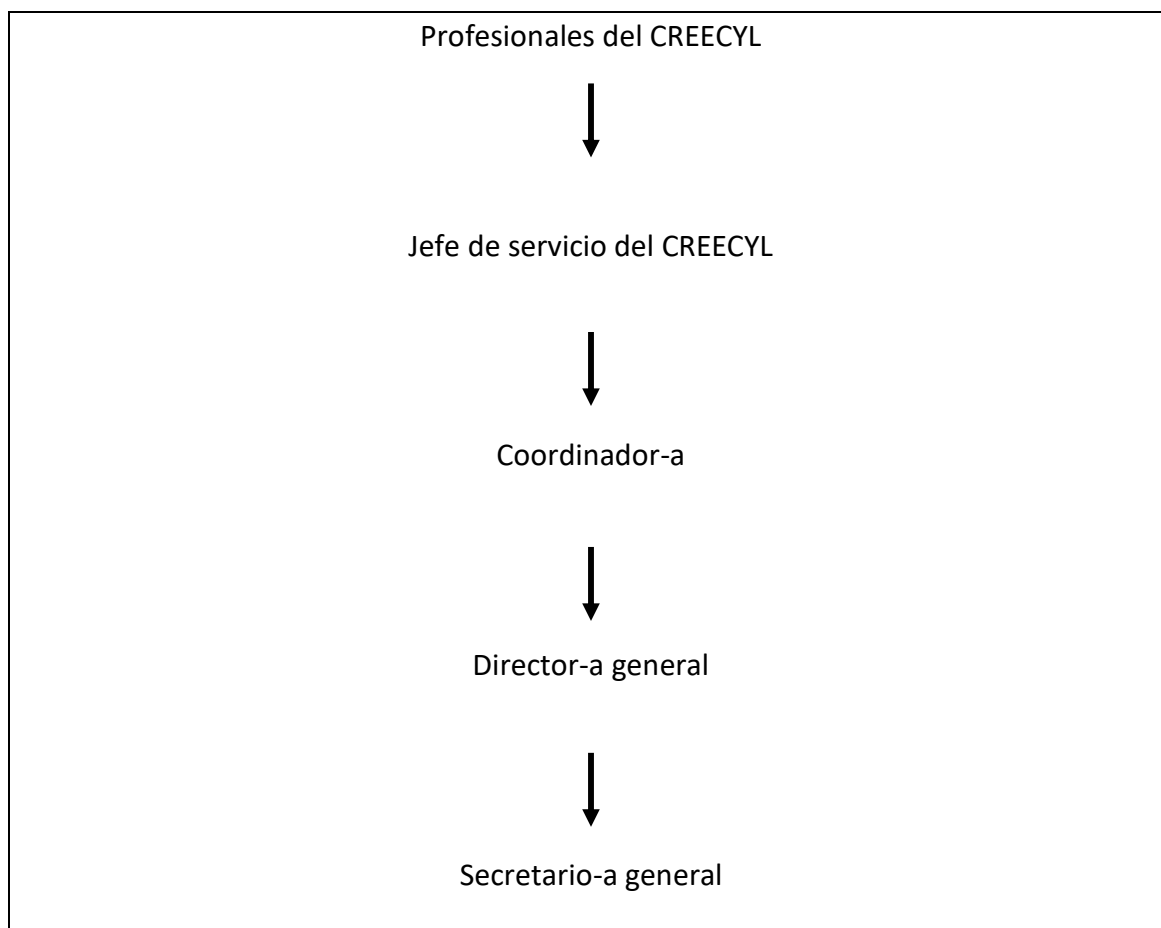 Profesionales del CREECYL
Jefe de servicio del CREECYL
Coordinador-a
Director-a general
Secretario-a general